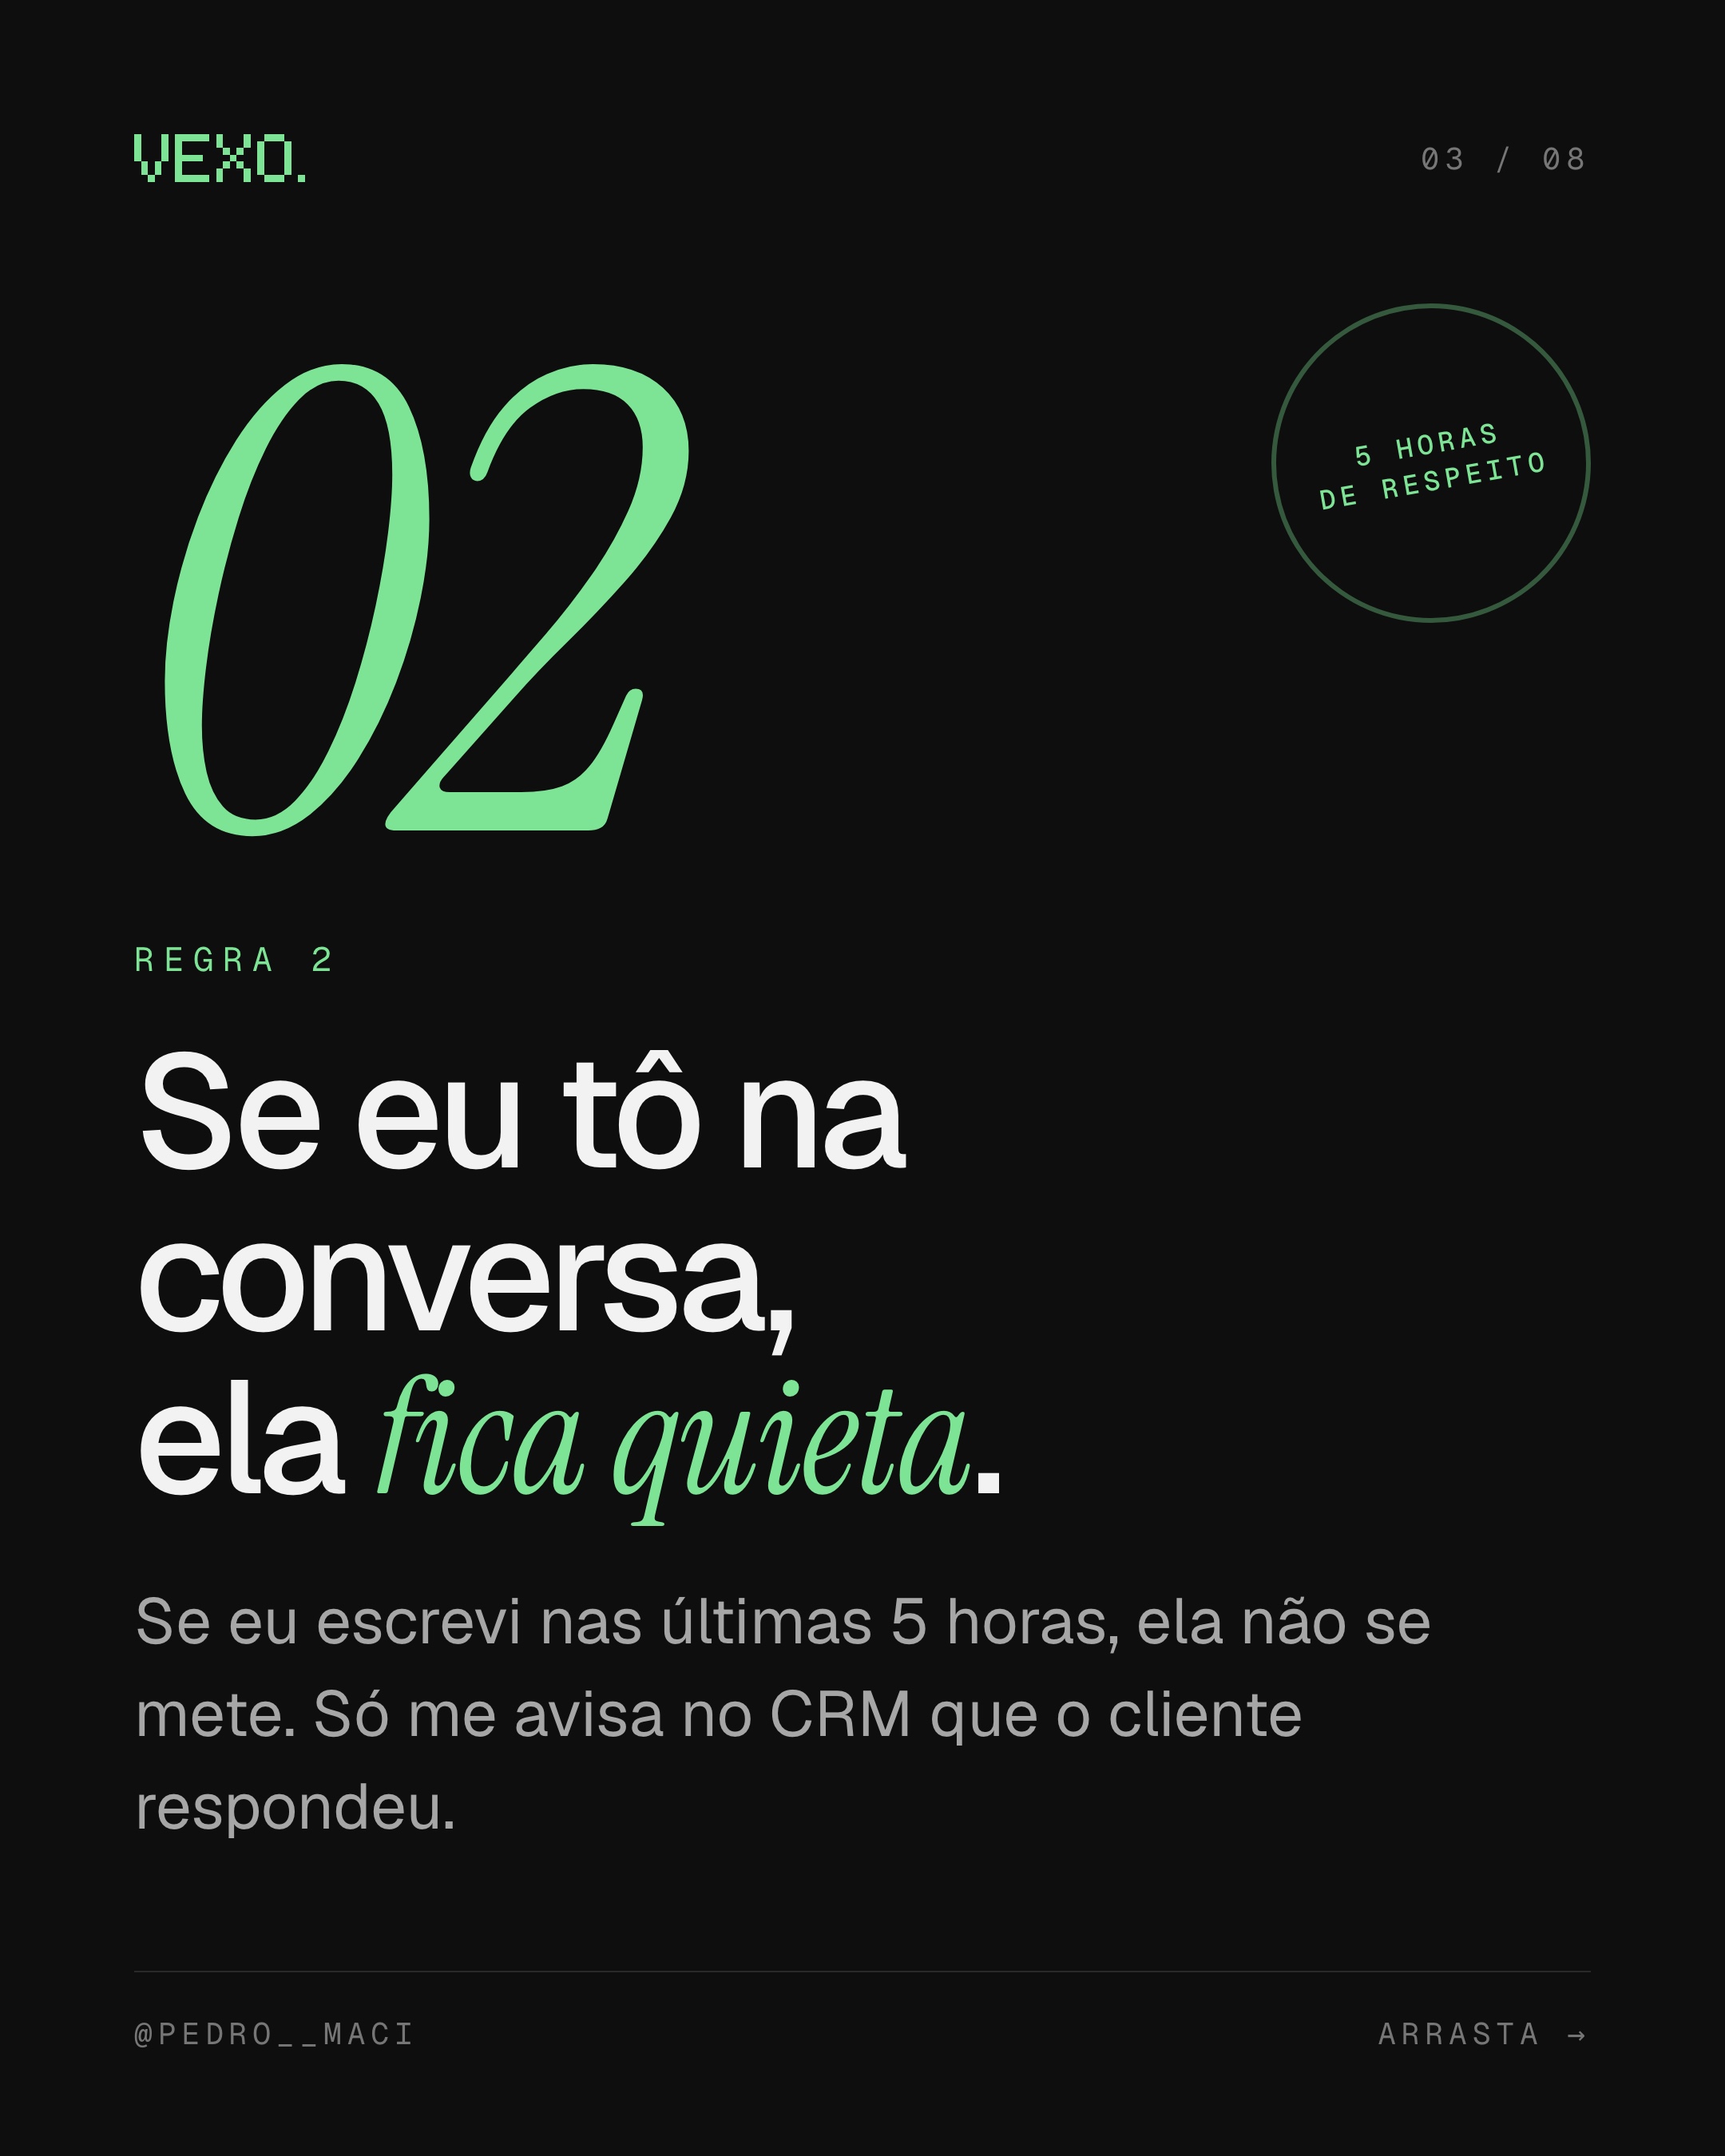 VEXO.
03 / 08
02
5 HORAS
DE RESPEITO
REGRA 2
Se eu tô na
conversa,
ela fica quieta.
Se eu escrevi nas últimas 5 horas, ela não se
mete. Só me avisa no CRM que o cliente
respondeu.
@PEDRO__MACI
ARRASTA →